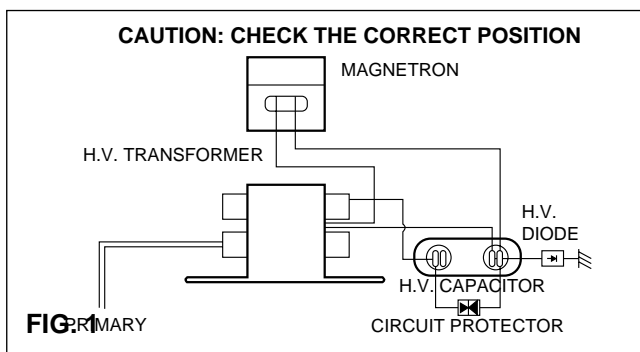 CAUTION: CHECK THE CORRECT POSITION
MAGNETRON
H.V. TRANSFORMER
H.V.
DIODE
H.V. CAPACITOR
FIG. 1
PRIMARY
CIRCUIT PROTECTOR